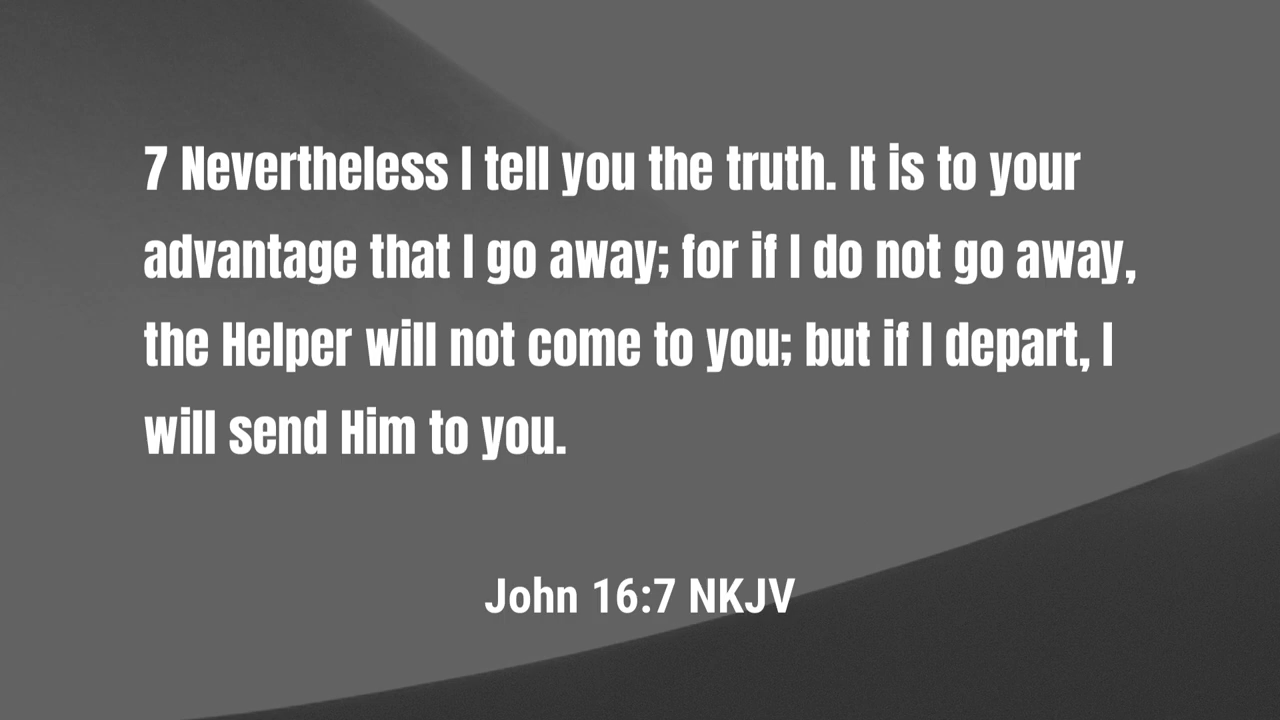 7 Nevertheless I tell you the truth. It is to your
advantage that I go away; for if I do not go away,
the Helper will not come to you; but if I depart, I
will send Him to you.
John 16:7 NKJV